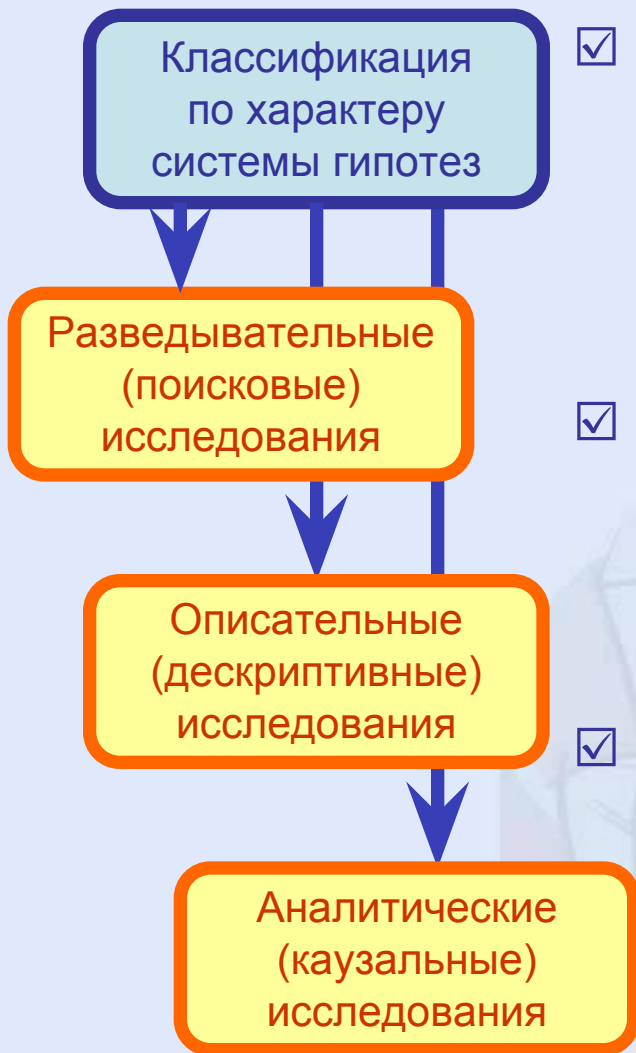 Классификация
по характеру
системы гипотез
Разведывательные
(поисковые)
исследования
Описательные
(дескриптивные)
исследования
Аналитические
(каузальные)
исследования